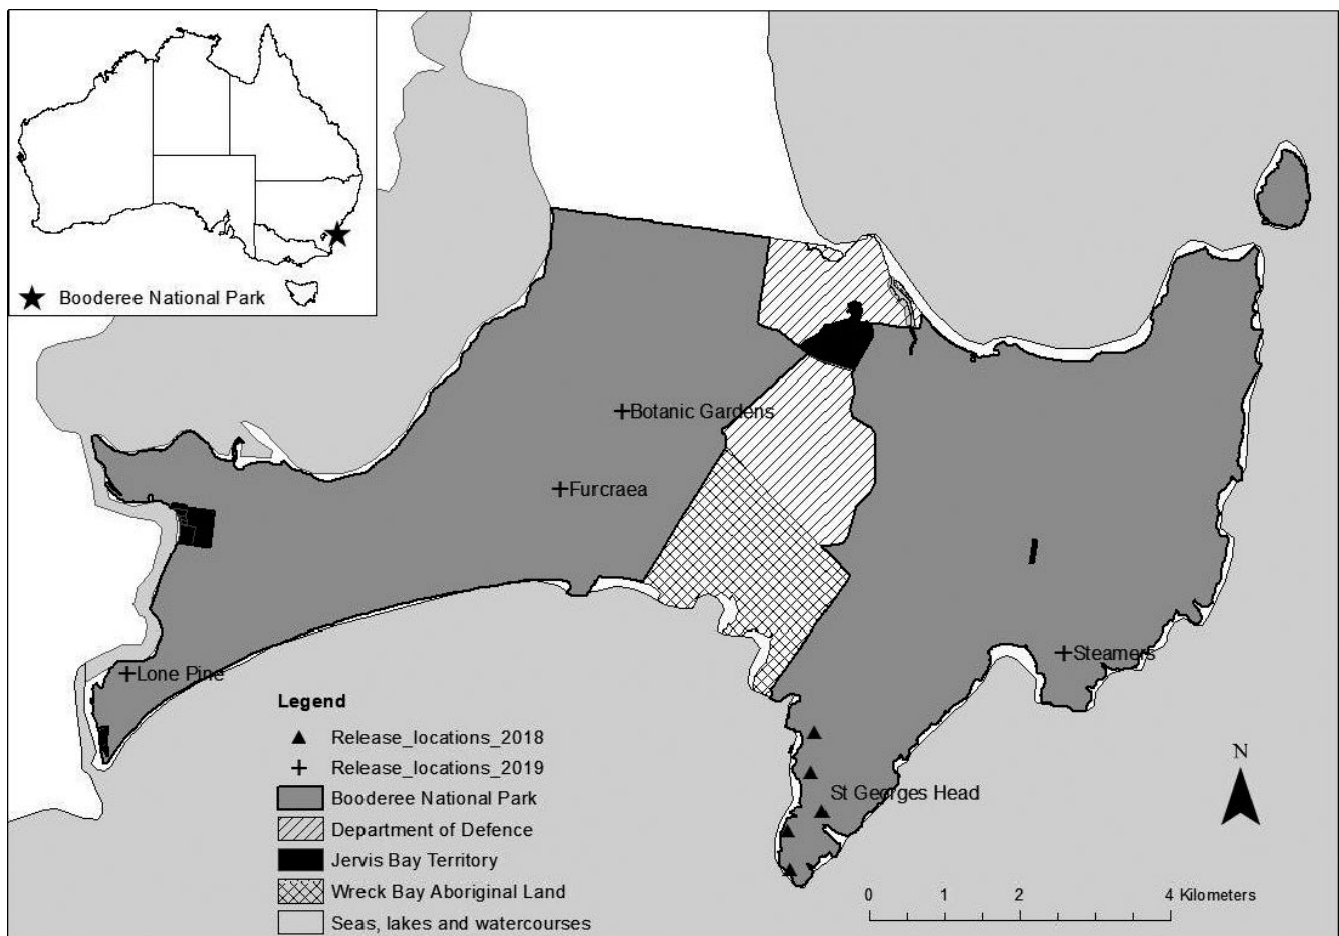 Booderee National Park
Botanic Gardens
Furcraea
Lone Pine
Steamers
St Georges Head
Legend
Release_locations_2018
Release_locations_2019
Booderee National Park
Department of Defence
Jervis Bay Territory
Wreck Bay Aboriginal Land
Seas, lakes and watercourses
N
0 1 2 4 Kilometers